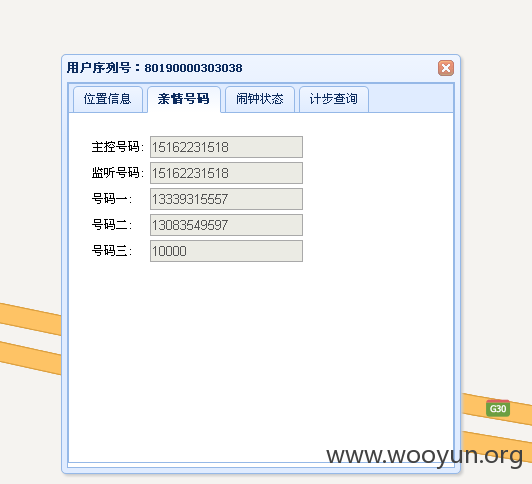 用户序列号：80190000303038
位置信息 亲情号码 闹钟状态 计步查询
主控号码: 15162231518
监听号码: 15162231518
号码一: 13339315557
号码二: 13083549597
号码三: 10000
G30
www.wooyun.org